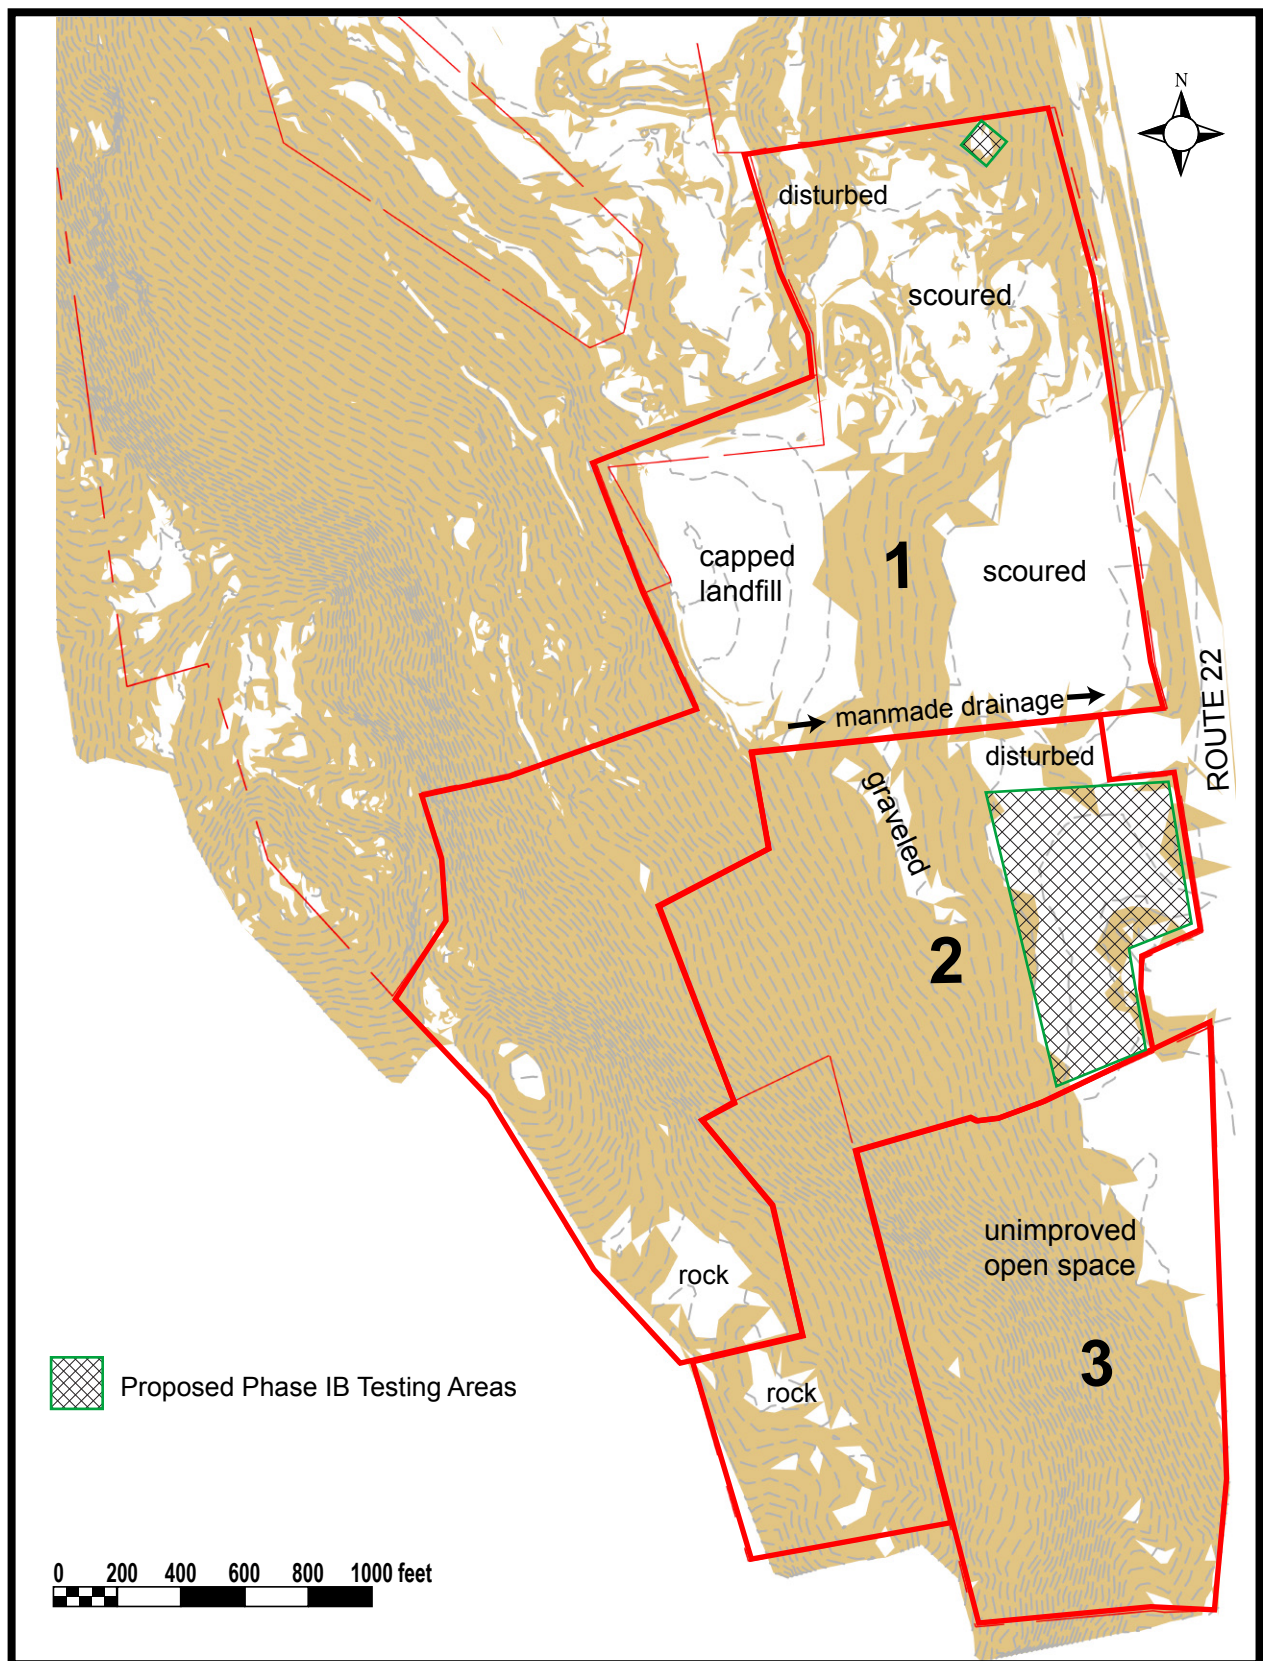 N
disturbed
scoured
capped
landfill
1
scoured
manmade drainage
ROUTE 22
disturbed
graveled
2
unimproved
open space
rock
3
rock
Proposed Phase IB Testing Areas
0 200 400 600 800 1000 feet